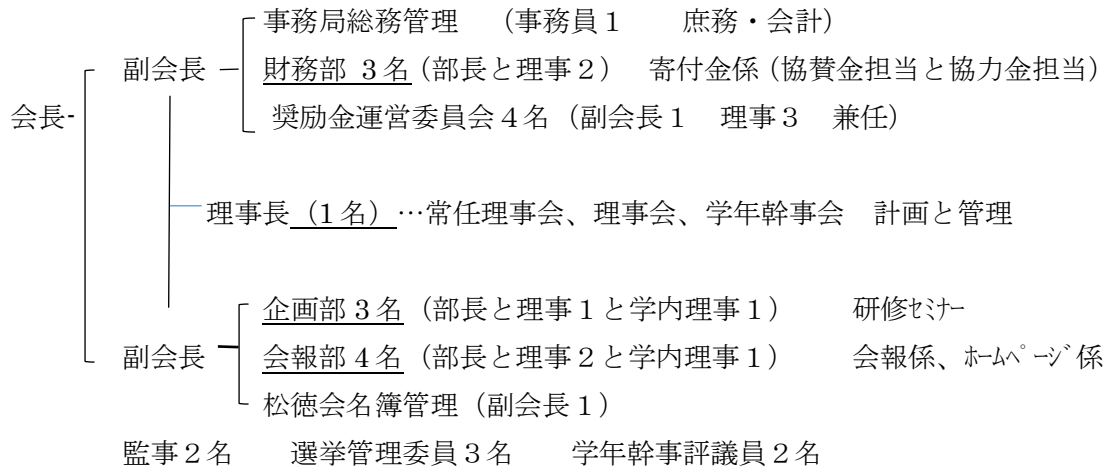 事務局総務管理 (事務員1 庶務・会計)
副会長 財務部 3名(部長と理事2) 寄付金係(協賛金担当と協力金担当)
会長- 奨励金運営委員会4名(副会長1 理事3 兼任)
理事長(1名)…常任理事会、理事会、学年幹事会 計画と管理
企画部3名(部長と理事1と学内理事1) 研修ｾﾐﾅｰ
副会長 会報部4名(部長と理事2と学内理事1) 会報係、ﾎｰﾑﾍﾟｰｼﾞ係
松徳会名簿管理(副会長1)
監事2名 選挙管理委員3名 学年幹事評議員2名